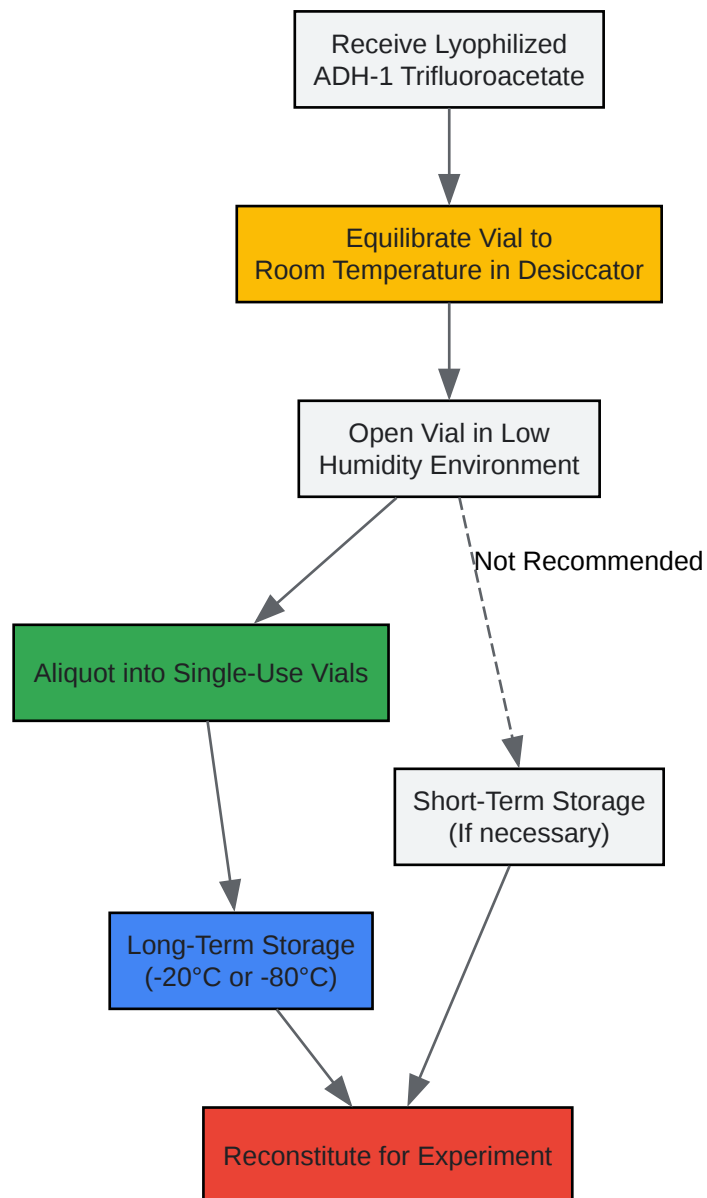 Receive Lyophilized
ADH-1 Trifluoroacetate
Equilibrate Vial to
Room Temperature in Desiccator
Open Vial in Low
Humidity Environment
Not Recommended
Aliquot into Single-Use Vials
Short-Term Storage
(If necessary)
Long-Term Storage
(-20°C or -80°C)
Reconstitute for Experiment